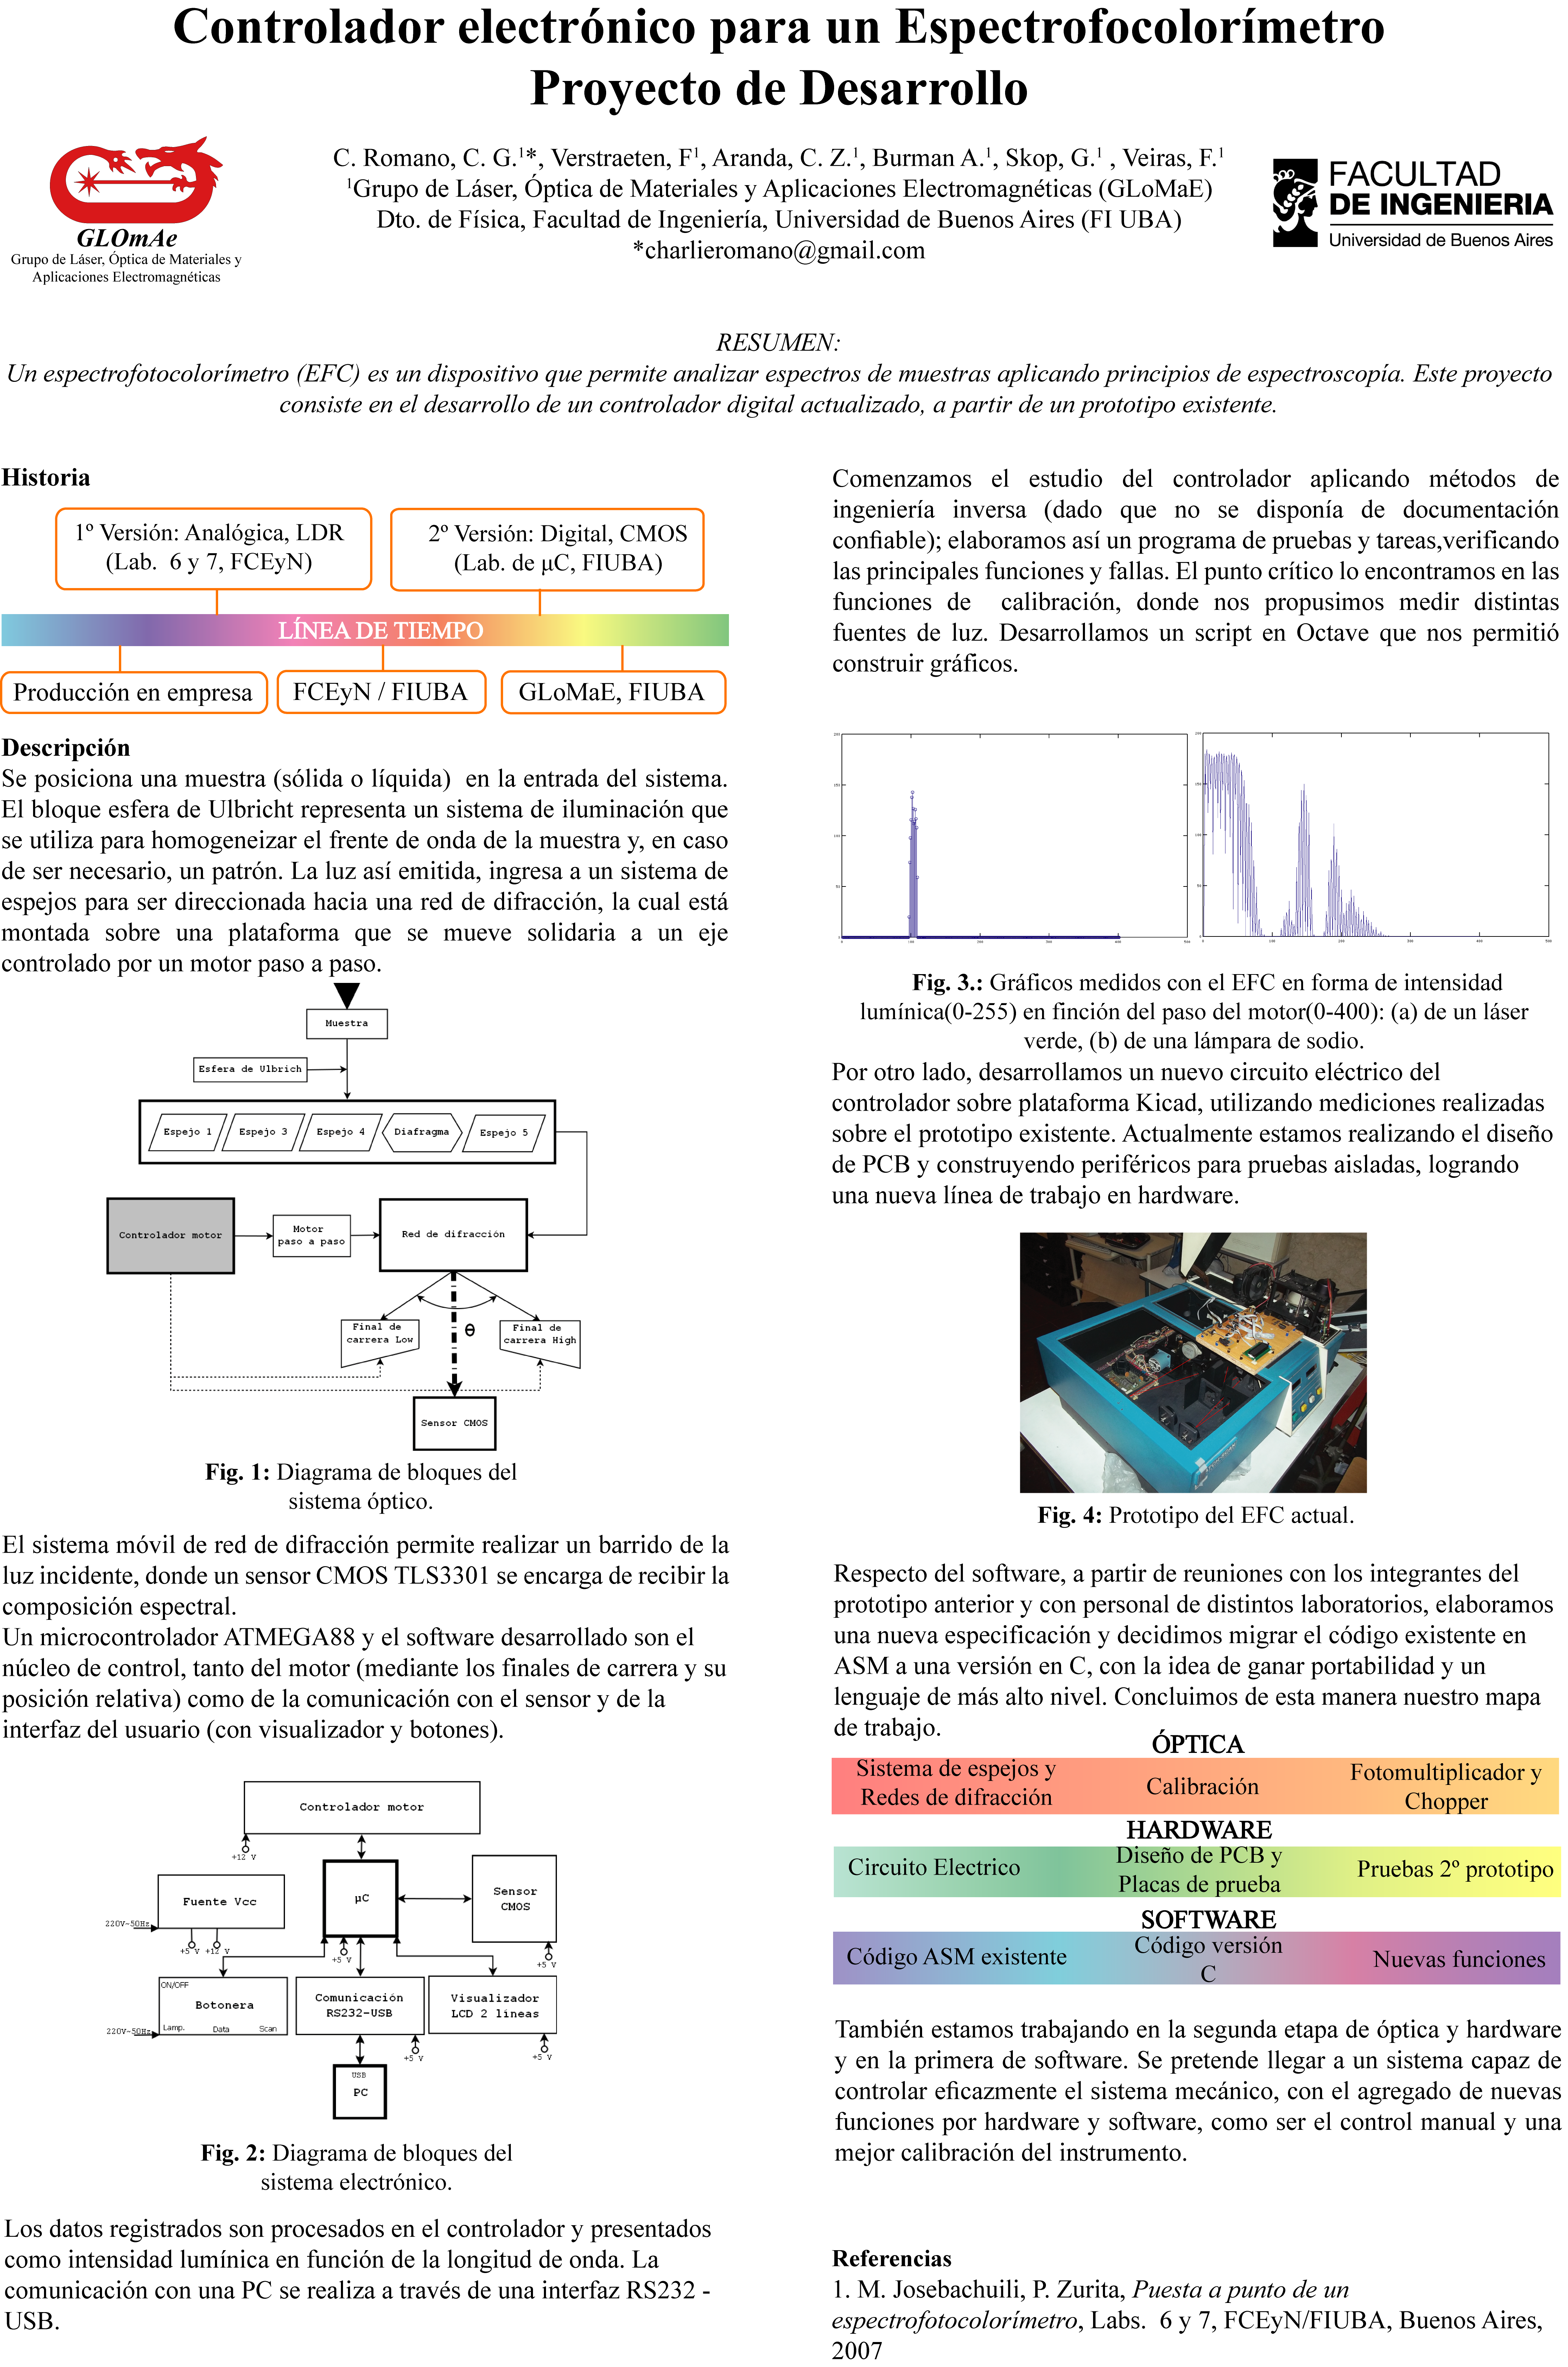 Controlador electrónico para un Espectrofocolorímetro
Proyecto de Desarrollo
GLOmAe
Grupo de Láser, Óptica de Materiales y
Aplicaciones Electromagnéticas
C. Romano, C. G.¹*, Verstraeten, F¹, Aranda, C. Z.¹, Burman A.¹, Skop, G.¹ , Veiras, F.¹
¹Grupo de Láser, Óptica de Materiales y Aplicaciones Electromagnéticas (GLoMaE)
Dto. de Física, Facultad de Ingeniería, Universidad de Buenos Aires (FI UBA)
*charlieromano@gmail.com
FACULTAD
DE INGENIERIA
Universidad de Buenos Aires
RESUMEN:
Un espectrofotocolorímetro (EFC) es un dispositivo que permite analizar espectros de muestras aplicando principios de espectroscopía. Este proyecto
consiste en el desarrollo de un controlador digital actualizado, a partir de un prototipo existente.
Historia
1º Versión: Analógica, LDR
(Lab. 6 y 7, FCEyN)
2º Versión: Digital, CMOS
(Lab. de µC, FIUBA)
LÍNEA DE TIEMPO
Producción en empresa
FCEyN / FIUBA
GLoMaE, FIUBA
Descripción
Se posiciona una muestra (sólida o líquida) en la entrada del sistema.
El bloque esfera de Ulbricht representa un sistema de iluminación que
se utiliza para homogeneizar el frente de onda de la muestra y, en caso
de ser necesario, un patrón. La luz así emitida, ingresa a un sistema de
espejos para ser direccionada hacia una red de difracción, la cual está
montada sobre una plataforma que se mueve solidaria a un eje
controlado por un motor paso a paso.
Muestra
Esfera de Ulbrich
Espejo 1
Espejo 3
Espejo 4
Diafragma
Espejo 5
Controlador motor
Motor
paso a paso
Red de difracción
Final de
carrera Low
θ
Final de
carrera High
Sensor CMOS
Fig. 1: Diagrama de bloques del
sistema óptico.
El sistema móvil de red de difracción permite realizar un barrido de la
luz incidente, donde un sensor CMOS TLS3301 se encarga de recibir la
composición espectral.
Un microcontrolador ATMEGA88 y el software desarrollado son el
núcleo de control, tanto del motor (mediante los finales de carrera y su
posición relativa) como de la comunicación con el sensor y de la
interfaz del usuario (con visualizador y botones).
Controlador motor
+12 V
Fuente Vcc
220V-50Hz
+5 V +12 V
µC
+5 V
Sensor
CMOS
+5 V
ON/OFF
Botonera
Lamp. Data Scan
220V-50Hz
Comunicación
RS232-USB
+5 V
Visualizador
LCD 2 líneas
+5 V
USB
PC
Fig. 2: Diagrama de bloques del
sistema electrónico.
Los datos registrados son procesados en el controlador y presentados
como intensidad lumínica en función de la longitud de onda. La
comunicación con una PC se realiza a través de una interfaz RS232 -
USB.
Comenzamos el estudio del controlador aplicando métodos de
ingeniería inversa (dado que no se disponía de documentación
confiable); elaboramos así un programa de pruebas y tareas,verificando
las principales funciones y fallas. El punto crítico lo encontramos en las
funciones de calibración, donde nos propusimos medir distintas
fuentes de luz. Desarrollamos un script en Octave que nos permitió
construir gráficos.
200
150
100
50
0
0 100 200 300 400 500
200
150
100
50
0
0 100 200 300 400 500
Fig. 3.: Gráficos medidos con el EFC en forma de intensidad
lumínica(0-255) en finción del paso del motor(0-400): (a) de un láser
verde, (b) de una lámpara de sodio.
Por otro lado, desarrollamos un nuevo circuito eléctrico del
controlador sobre plataforma Kicad, utilizando mediciones realizadas
sobre el prototipo existente. Actualmente estamos realizando el diseño
de PCB y construyendo periféricos para pruebas aisladas, logrando
una nueva línea de trabajo en hardware.
Fig. 4: Prototipo del EFC actual.
Respecto del software, a partir de reuniones con los integrantes del
prototipo anterior y con personal de distintos laboratorios, elaboramos
una nueva especificación y decidimos migrar el código existente en
ASM a una versión en C, con la idea de ganar portabilidad y un
lenguaje de más alto nivel. Concluimos de esta manera nuestro mapa
de trabajo.
ÓPTICA
Sistema de espejos y
Redes de difracción
Calibración
Fotomultiplicador y
Chopper
HARDWARE
Circuito Electrico
Diseño de PCB y
Placas de prueba
Pruebas 2º prototipo
SOFTWARE
Código ASM existente
Código versión
C
Nuevas funciones
También estamos trabajando en la segunda etapa de óptica y hardware
y en la primera de software. Se pretende llegar a un sistema capaz de
controlar eficazmente el sistema mecánico, con el agregado de nuevas
funciones por hardware y software, como ser el control manual y una
mejor calibración del instrumento.
Referencias
1. M. Josebachuili, P. Zurita, Puesta a punto de un
espectrofotocolorímetro, Labs. 6 y 7, FCEyN/FIUBA, Buenos Aires,
2007